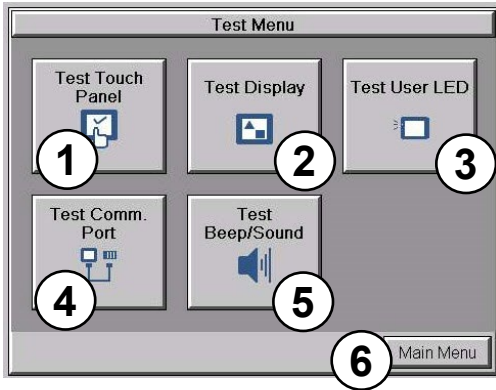 Test Menu
Test Touch
Panel
1
Test Display
2
Test User LED
3
Test Comm.
Port
4
Test
Beep/Sound
5
6
Main Menu